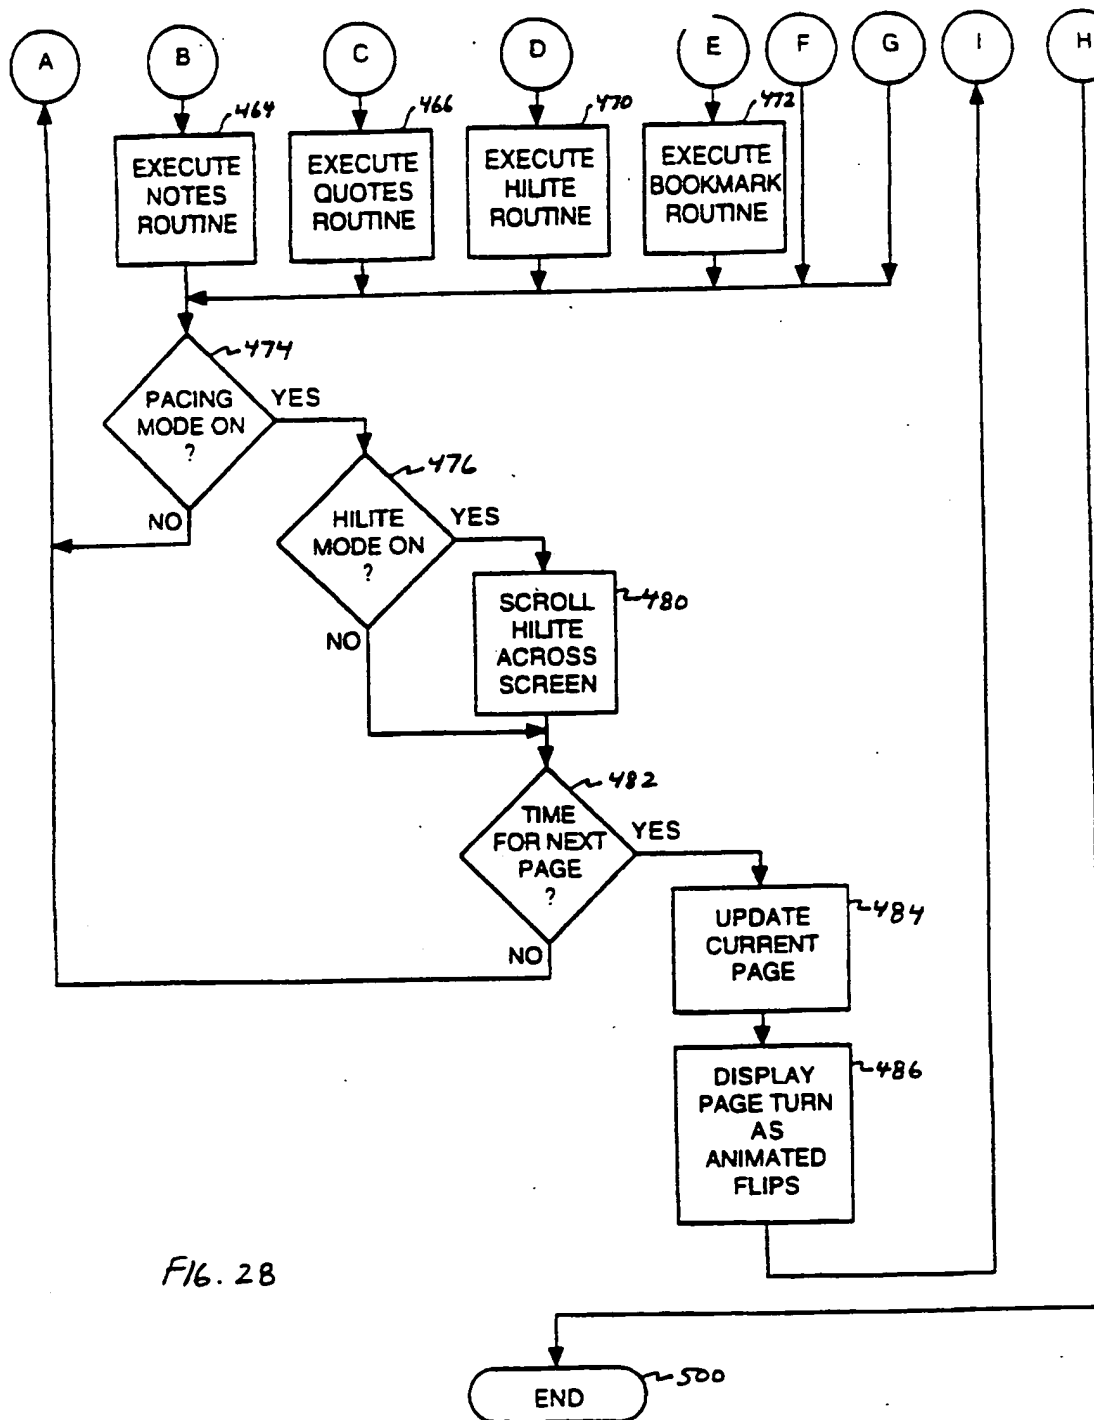 A B C D E F G I H
464 466 470 472
EXECUTE
NOTES
ROUTINE
EXECUTE
QUOTES
ROUTINE
EXECUTE
HILITE
ROUTINE
EXECUTE
BOOKMARK
ROUTINE
474
PACING
MODE ON
?
YES
NO
476
HILITE
MODE ON
?
YES
NO
480
SCROLL
HILITE
ACROSS
SCREEN
482
TIME
FOR NEXT
PAGE
?
YES
NO
484
UPDATE
CURRENT
PAGE
486
DISPLAY
PAGE TURN
AS
ANIMATED
FLIPS
FIG. 28
500
END